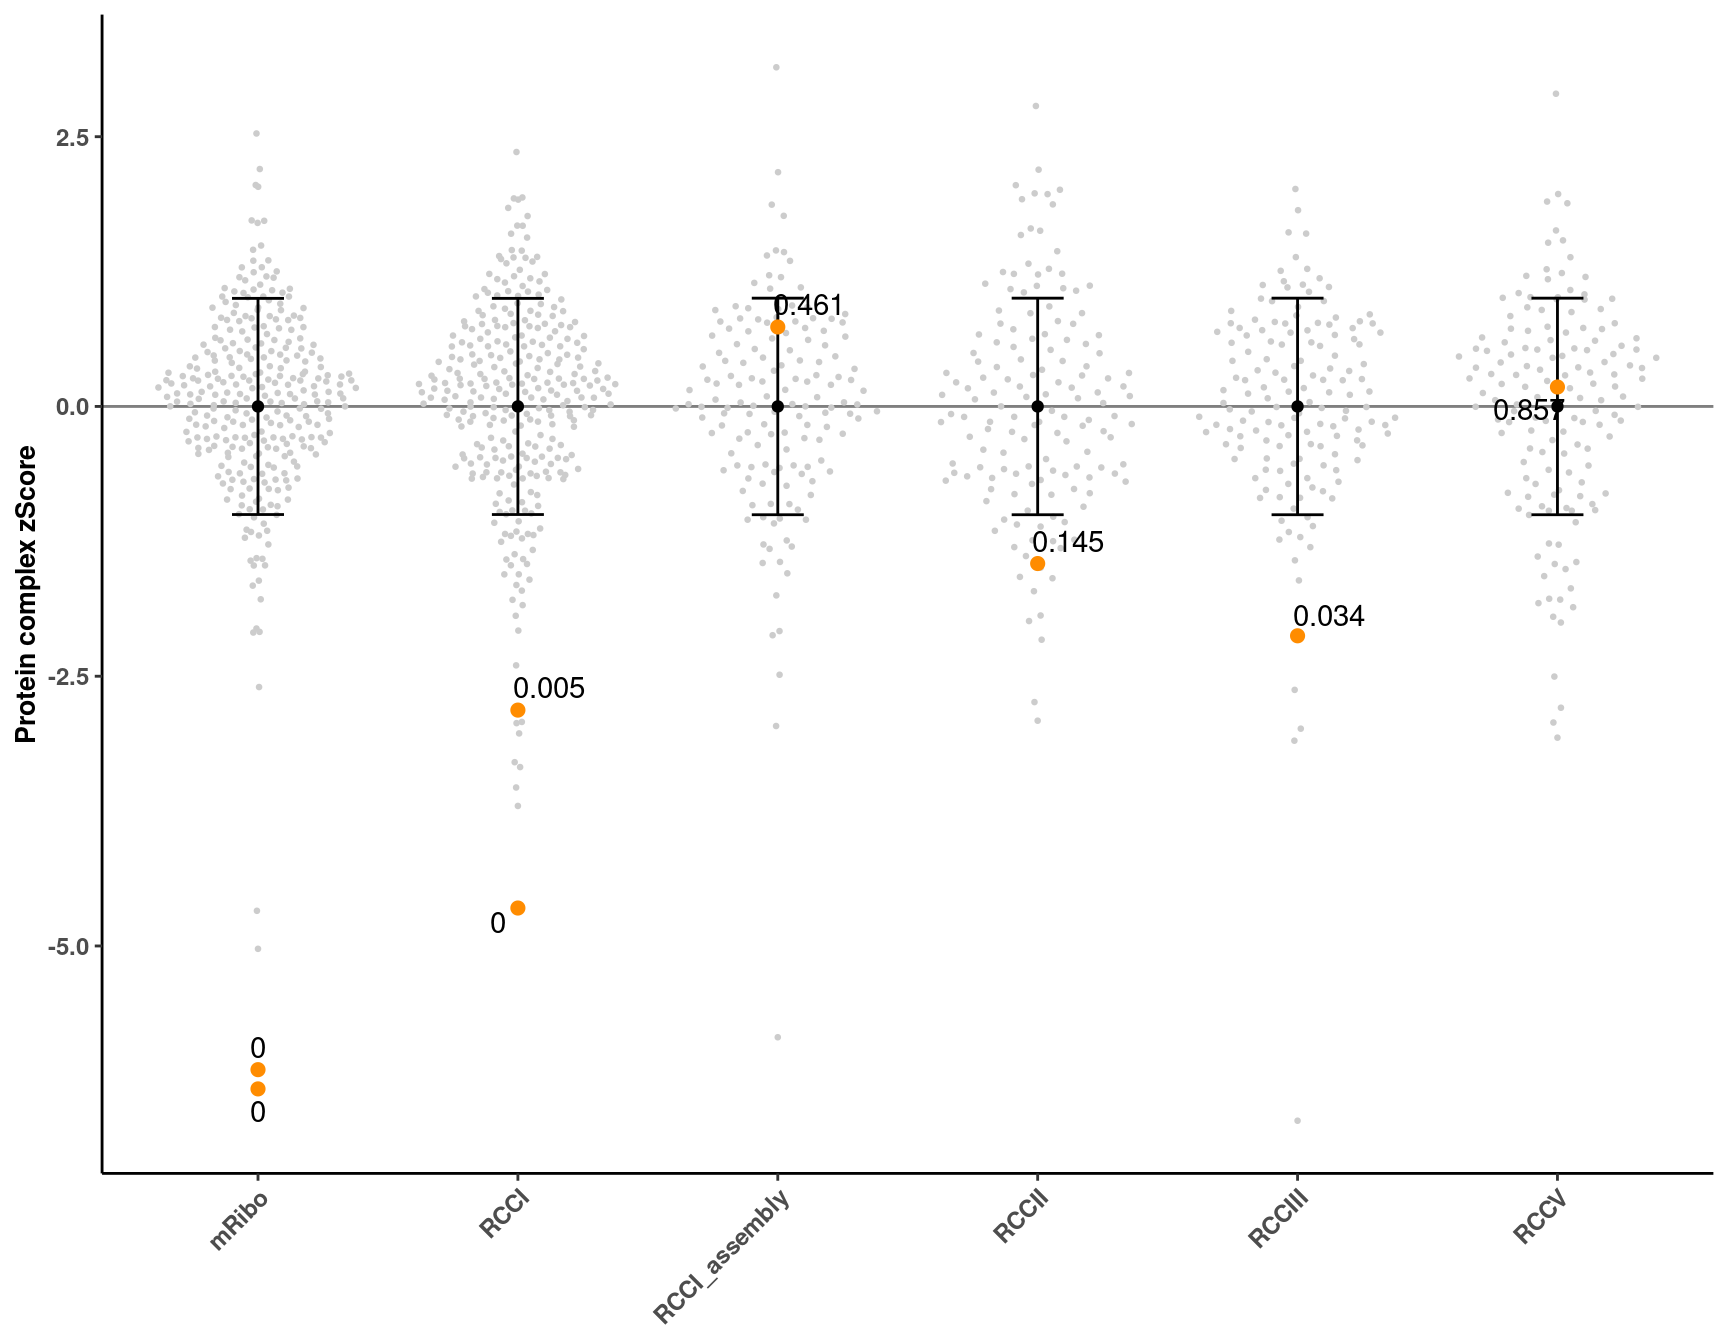 Protein complex zScore
2.5
0.0
-2.5
-5.0
0.461
0.857
0.145
0.034
0.005
0
0
0
mRibo
RCCI
RCCI_assembly
RCCII
RCCIII
RCCV